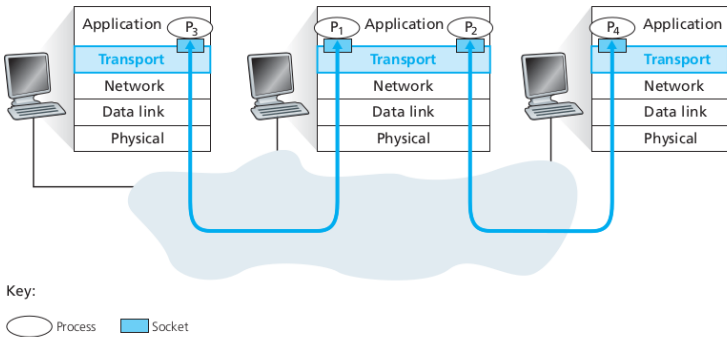 Application P3
Transport
Network
Data link
Physical
P1 Application P2
Transport
Network
Data link
Physical
P4 Application
Transport
Network
Data link
Physical
Key:
Process Socket